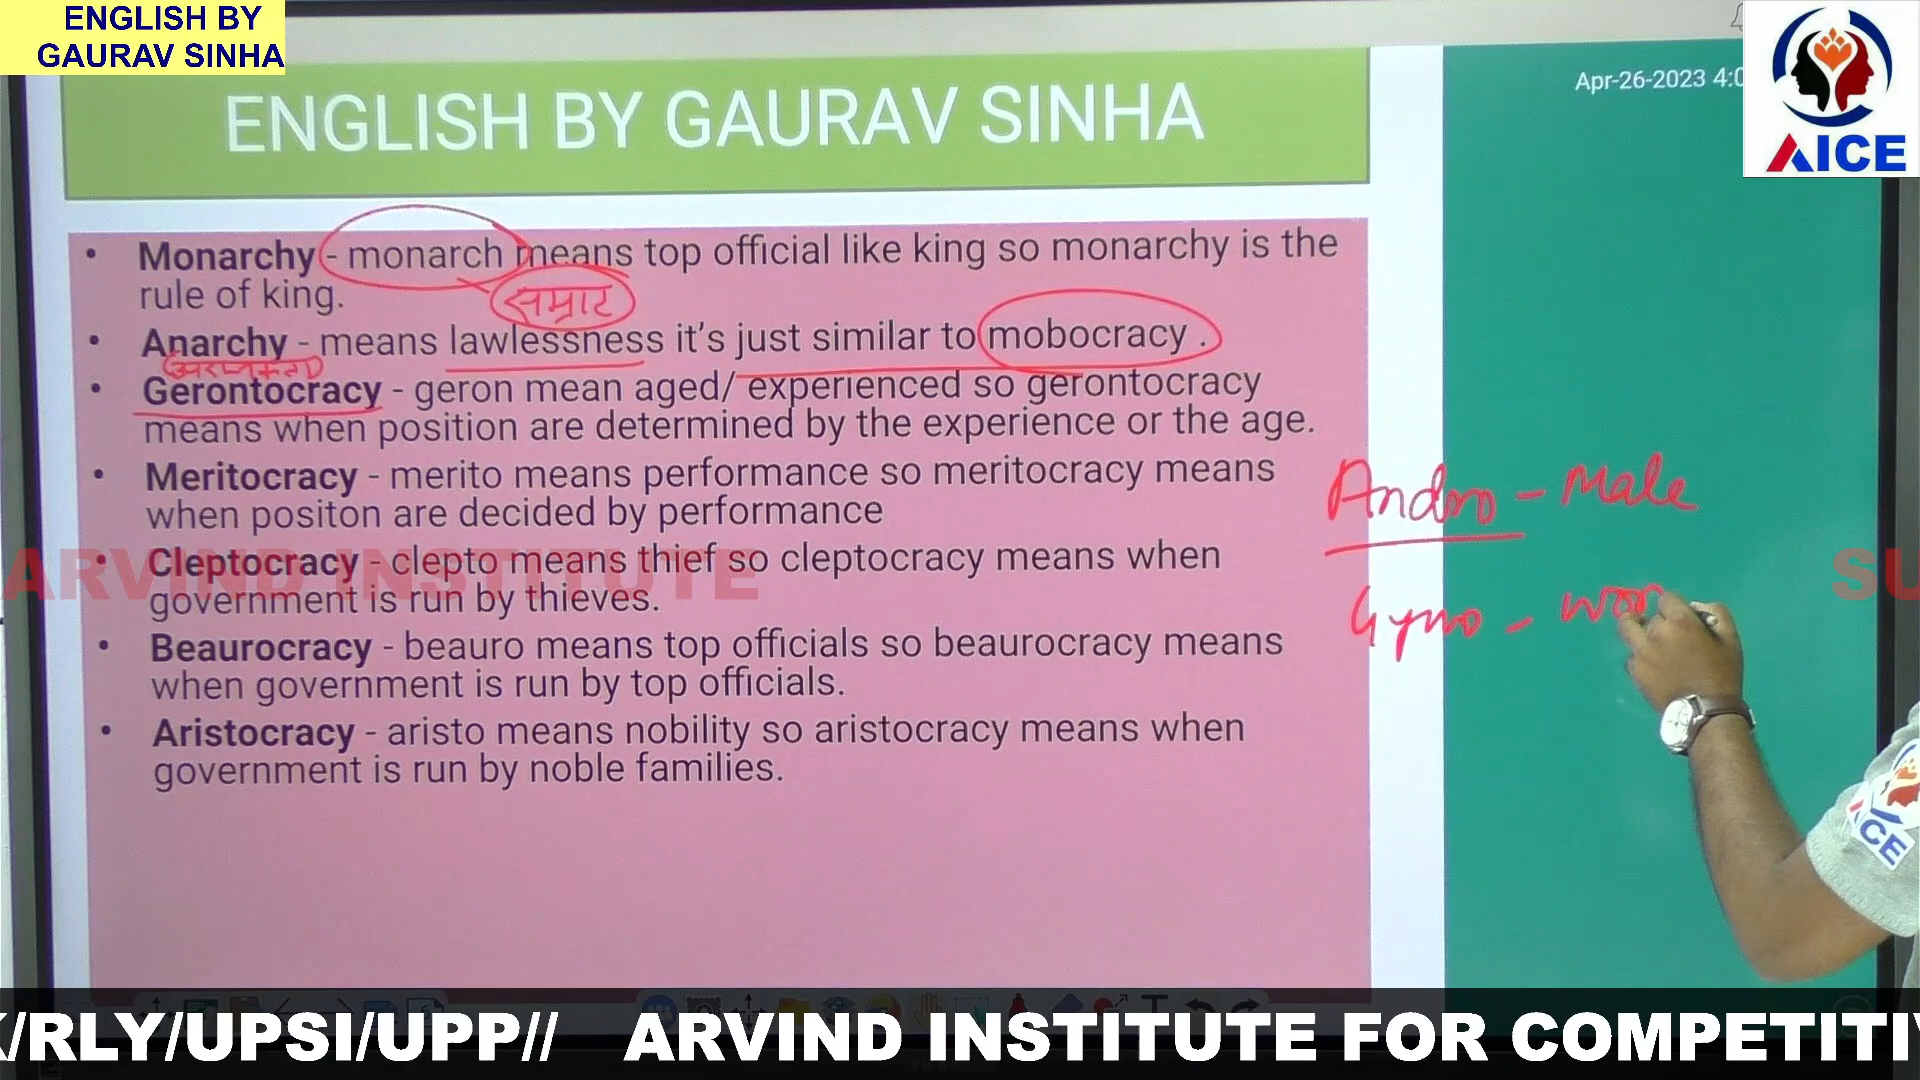 ENGLISH BY
GAURAV SINHA
ENGLISH BY GAURAV SINHA
Apr-26-2023 4:0
AICE
• Monarchy - monarch means top official like king so monarchy is the
rule of king.
सम्राट
• Anarchy - means lawlessness it's just similar to mobocracy .
अराजकता
• Gerontocracy - geron mean aged/ experienced so gerontocracy
means when position are determined by the experience or the age.
• Meritocracy - merito means performance so meritocracy means
when positon are decided by performance
• Cleptocracy - clepto means thief so cleptocracy means when
government is run by thieves.
• Beaurocracy - beauro means top officials so beaurocracy means
when government is run by top officials.
• Aristocracy - aristo means nobility so aristocracy means when
government is run by noble families.
Andro - Male
Gyno - wom
ARVIND INSTITUTE
SU
AICE
/RLY/UPSI/UPP// ARVIND INSTITUTE FOR COMPETITI